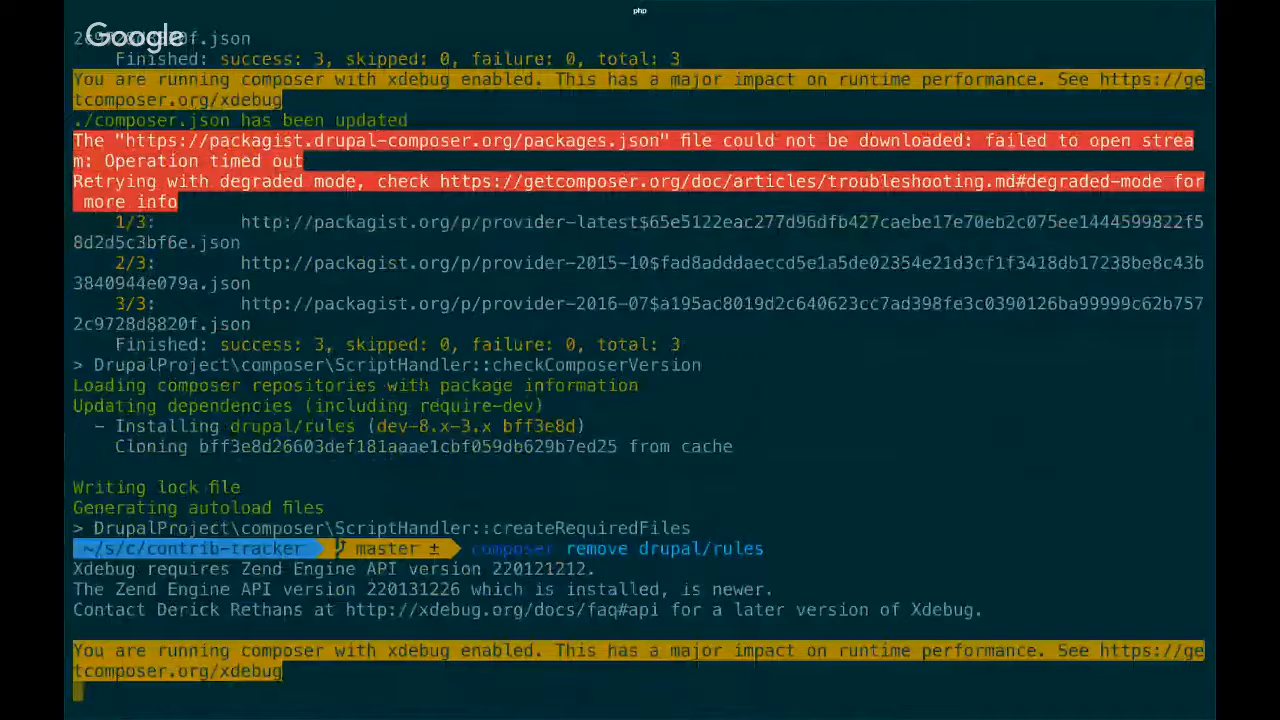 php
Google
f.json
    Finished: success: 3, skipped: 0, failure: 0, total: 3
You are running composer with xdebug enabled. This has a major impact on runtime performance. See https://ge
tcomposer.org/xdebug
./composer.json has been updated
The "https://packagist.drupal-composer.org/packages.json" file could not be downloaded: failed to open strea
m: Operation timed out
Retrying with degraded mode, check https://getcomposer.org/doc/articles/troubleshooting.md#degraded-mode for
 more info
    1/3:        http://packagist.org/p/provider-latest$65e5122eac277d96dfb427caebe17e70eb2c075ee1444599822f5
8d2d5c3bf6e.json
    2/3:        http://packagist.org/p/provider-2015-10$fad8adddaeccd5e1a5de02354e21d3cf1f3418db17238be8c43b
3840944e079a.json
    3/3:        http://packagist.org/p/provider-2016-07$a195ac8019d2c640623cc7ad398fe3c0390126ba99999c62b757
2c9728d8820f.json
    Finished: success: 3, skipped: 0, failure: 0, total: 3
> DrupalProject\composer\ScriptHandler::checkComposerVersion
Loading composer repositories with package information
Updating dependencies (including require-dev)
  - Installing drupal/rules (dev-8.x-3.x bff3e8d)
    Cloning bff3e8d26603def181aaae1cbf059db629b7ed25 from cache
Writing lock file
Generating autoload files
> DrupalProject\composer\ScriptHandler::createRequiredFiles
~/s/c/contrib-tracker master ± composer remove drupal/rules
Xdebug requires Zend Engine API version 220121212.
The Zend Engine API version 220131226 which is installed, is newer.
Contact Derick Rethans at http://xdebug.org/docs/faq#api for a later version of Xdebug.
You are running composer with xdebug enabled. This has a major impact on runtime performance. See https://ge
tcomposer.org/xdebug